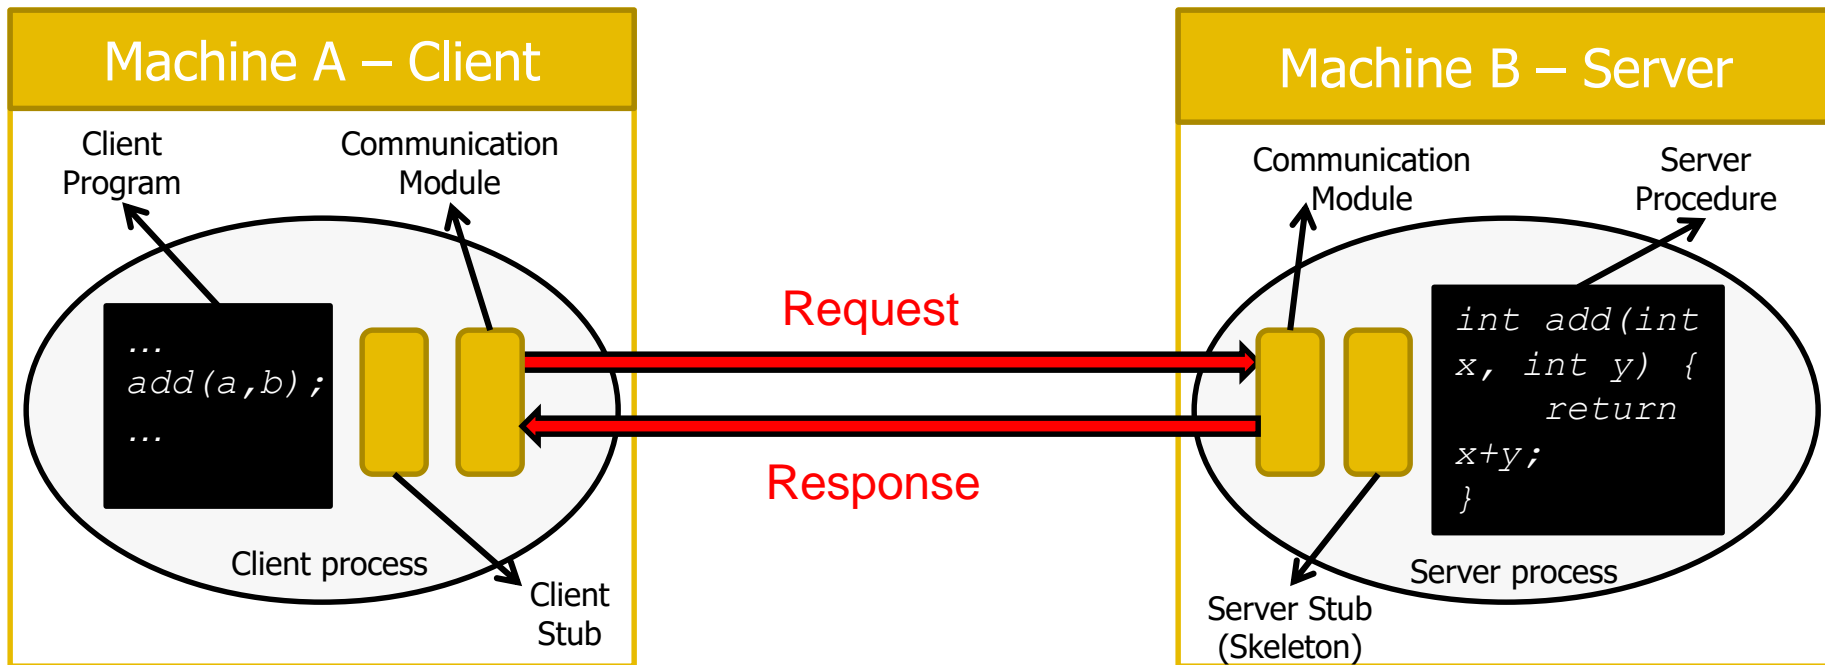 Machine A – Client
Client
Program
Communication
Module
…
add(a,b);
…
Client process
Client
Stub
Request
Response
Machine B – Server
Communication
Module
Server
Procedure
int add(int
x, int y) {
return
x+y;
}
Server process
Server Stub
(Skeleton)